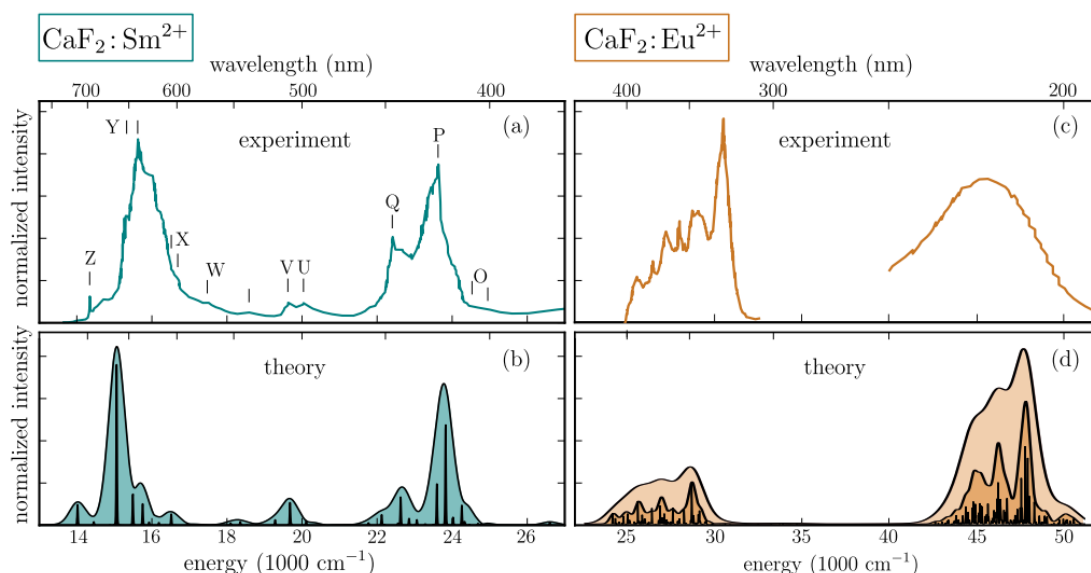 CaF₂:Sm²⁺
CaF₂:Eu²⁺
wavelength (nm)
wavelength (nm)
700 600 500 400
400 300 200
normalized intensity
Y
(a)
experiment
P
Q
Z
X
W
V U
O
(c)
experiment
normalized intensity
theory
(b)
theory
(d)
14 16 18 20 22 24 26
25 30 35 40 45 50
energy (1000 cm⁻¹)
energy (1000 cm⁻¹)